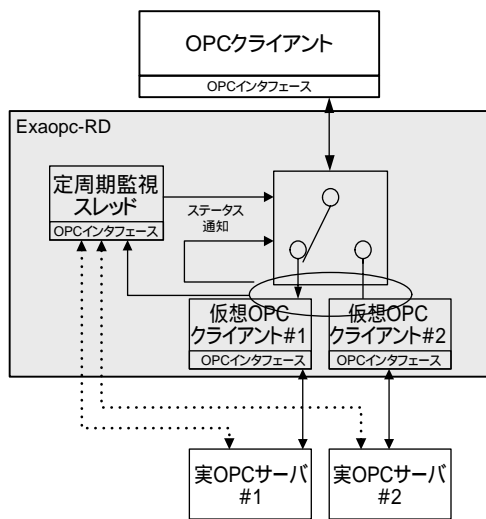 OPCクライアント
OPCインタフェース
Exaopc-RD
定周期監視
スレッド
OPCインタフェース
ステータス
通知
仮想OPC
クライアント#1
OPCインタフェース
仮想OPC
クライアント#2
OPCインタフェース
実OPCサーバ
#1
実OPCサーバ
#2